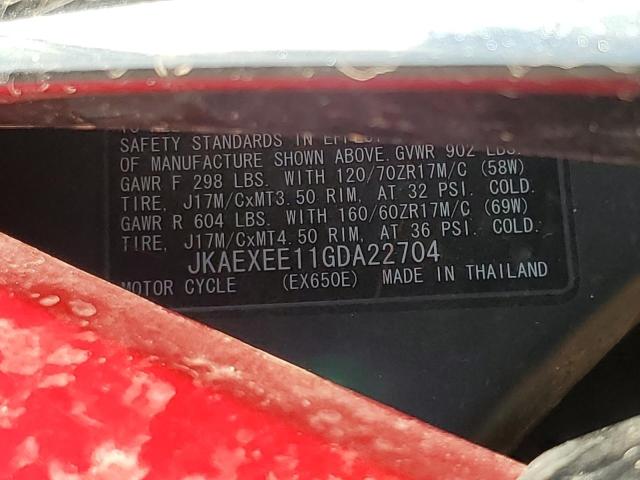 SAFETY STANDARDS IN EFFECT
OF MANUFACTURE SHOWN ABOVE. GVWR 902 LBS.
GAWR F 298 LBS. WITH 120/70ZR17M/C (58W)
TIRE, J17M/CxMT3.50 RIM, AT 32 PSI. COLD.
GAWR R 604 LBS. WITH 160/60ZR17M/C (69W)
TIRE, J17M/CxMT4.50 RIM, AT 36 PSI. COLD.
JKAEXEE11GDA22704
MOTOR CYCLE (EX650E) MADE IN THAILAND